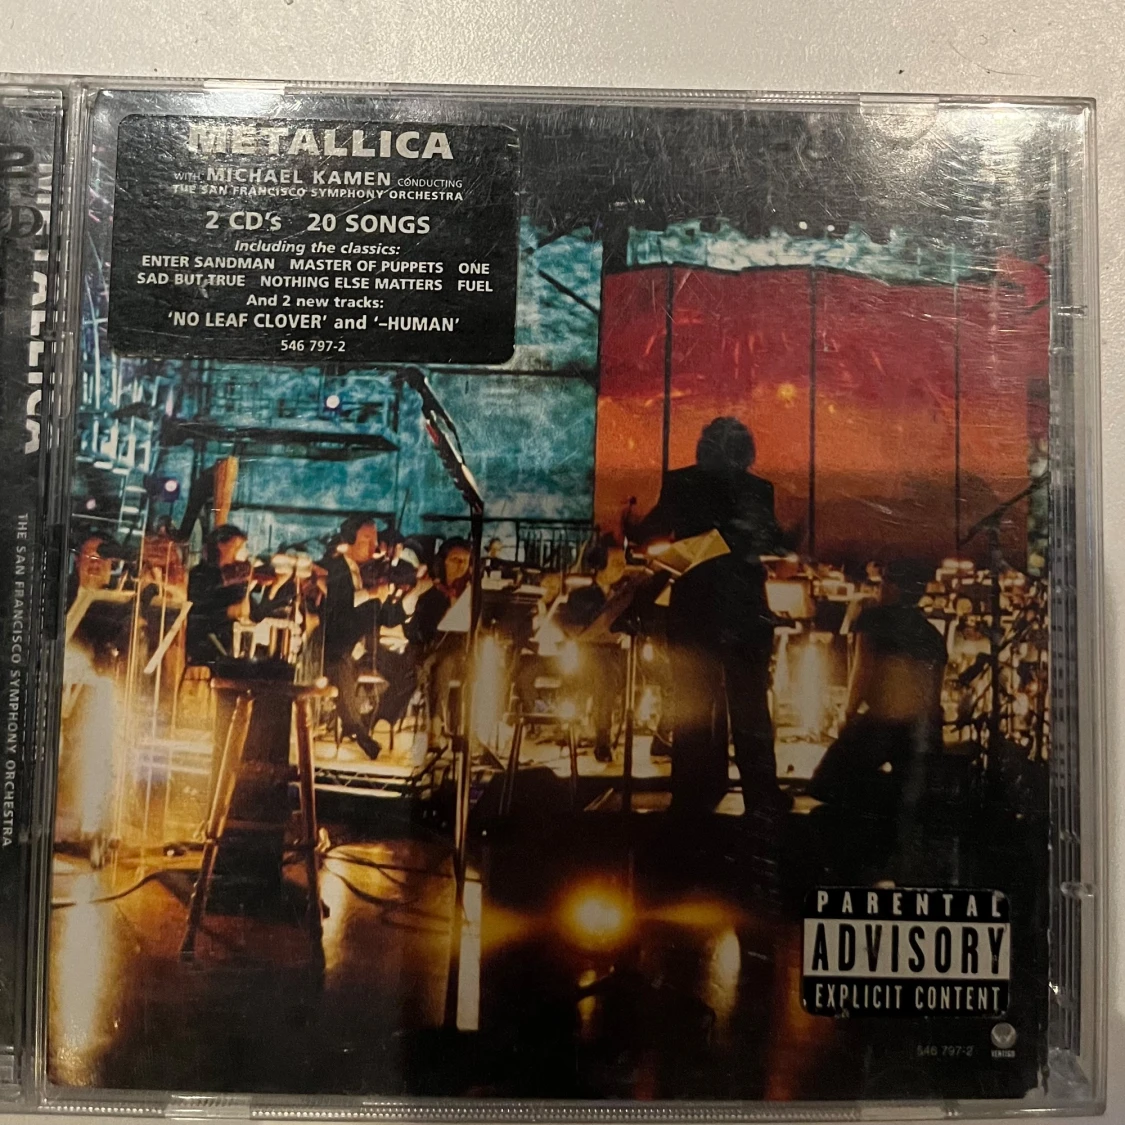 METALLICA
WITH MICHAEL KAMEN CONDUCTING
THE SAN FRANCISCO SYMPHONY ORCHESTRA
2 CD's 20 SONGS
Including the classics:
ENTER SANDMAN MASTER OF PUPPETS ONE
SAD BUT TRUE NOTHING ELSE MATTERS FUEL
And 2 new tracks:
'NO LEAF CLOVER' and '–HUMAN'
546 797-2
METALLICA
THE SAN FRANCISCO SYMPHONY ORCHESTRA
PARENTAL
ADVISORY
EXPLICIT CONTENT
546 797-2
VERTIGO